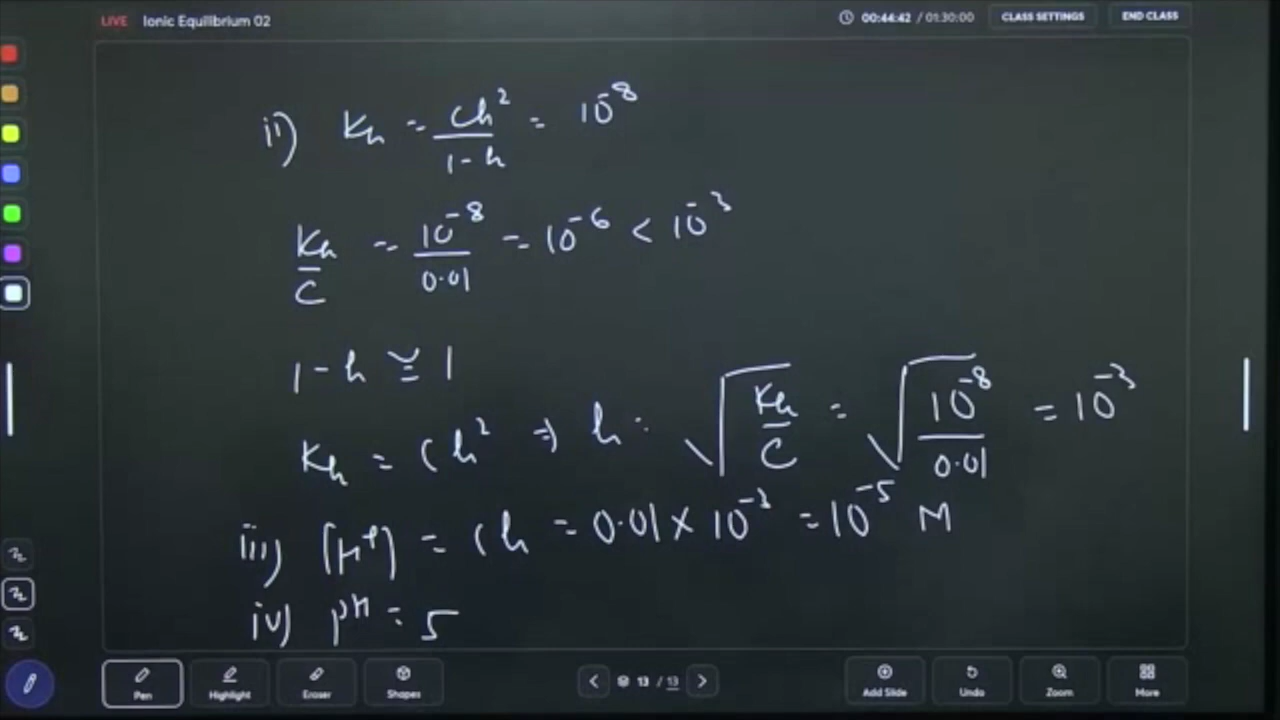 LIVE Ionic Equilibrium 02
00:44:42 / 01:30:00 CLASS SETTINGS END CLASS
ii) Kh = Ch²/1-h = 10⁻⁸
Kh/C = 10⁻⁸/0.01 = 10⁻⁶ < 10⁻³
1-h ≅ 1
Kh = Ch² ⇒ h = √(Kh/C) = √(10⁻⁸/0.01) = 10⁻³
iii) [H⁺] = Ch = 0.01 × 10⁻³ = 10⁻⁵ M
iv) pH = 5
Pen Highlight Eraser Shapes 13 / 13 Add Slide Undo Zoom More